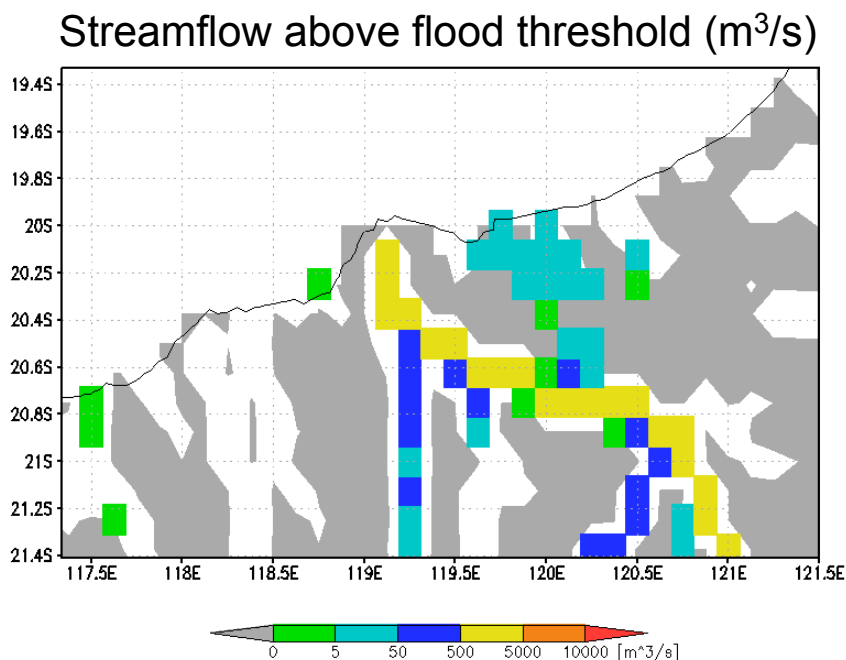 Streamflow above flood threshold (m³/s)
19.4S
19.6S
19.8S
20S
20.2S
20.4S
20.6S
20.8S
21S
21.2S
21.4S
117.5E 118E 118.5E 119E 119.5E 120E 120.5E 121E 121.5E
0 5 50 500 5000 10000 [m^3/s]